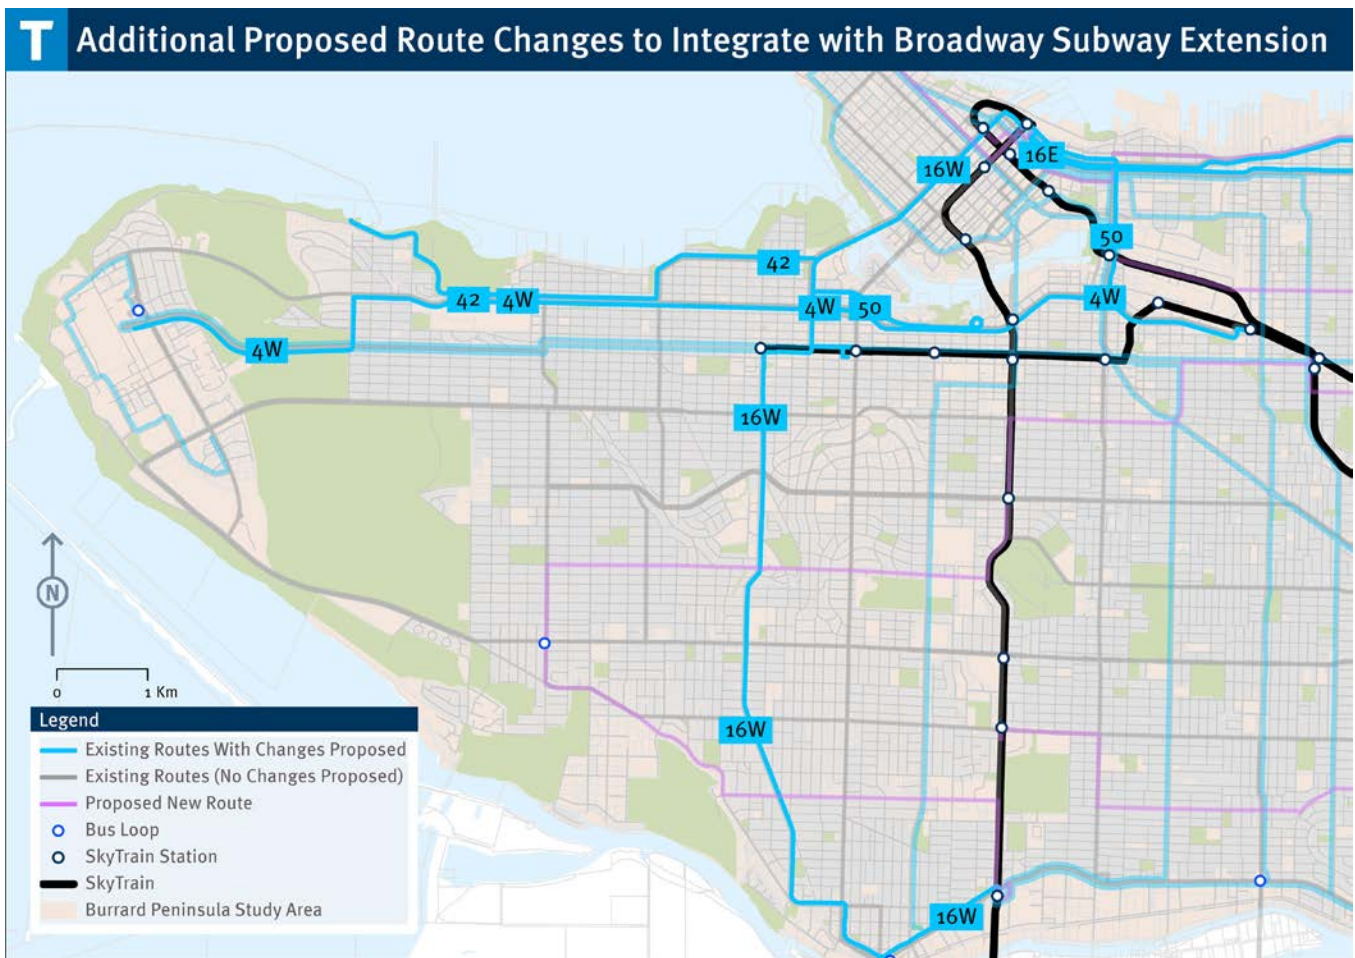 T Additional Proposed Route Changes to Integrate with Broadway Subway Extension
16E
16W
50
42
42 4W
4W
4W 50
4W
16W
16W
16W
N
0 1 Km
Legend
Existing Routes With Changes Proposed
Existing Routes (No Changes Proposed)
Proposed New Route
Bus Loop
SkyTrain Station
SkyTrain
Burrard Peninsula Study Area